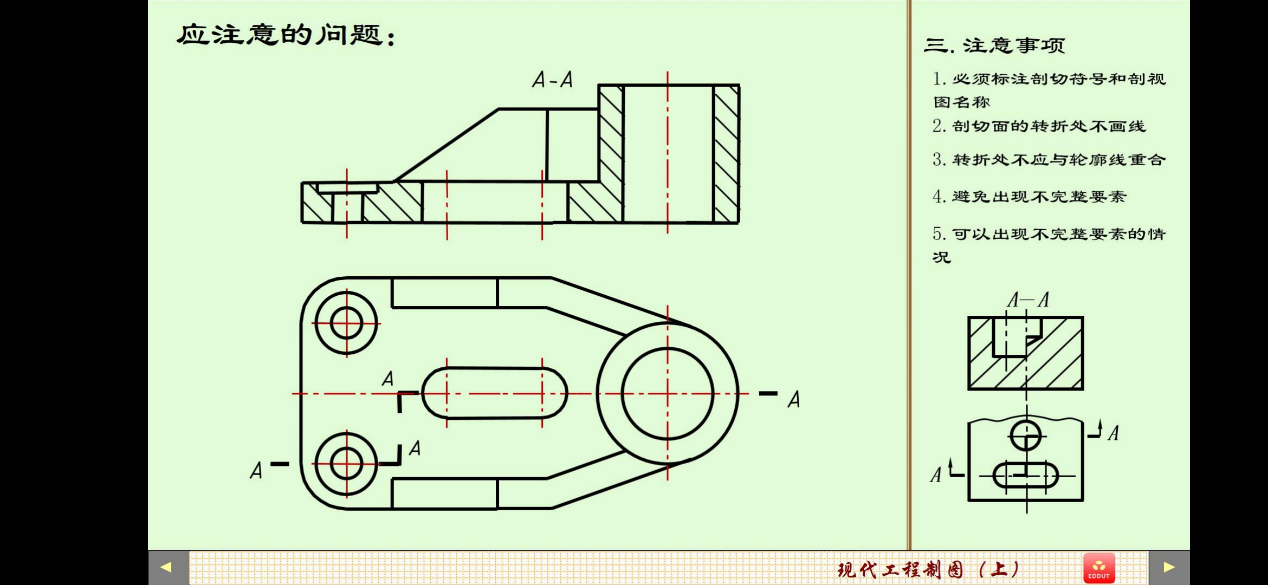 应注意的问题:
A-A
A
A
A
A
三.注意事项
1.必须标注剖切符号和剖视
图名称
2.剖切面的转折处不画线
3.转折处不应与轮廓线重合
4.避免出现不完整要素
5.可以出现不完整要素的情
况
A—A
A
A
现代工程制图(上)
EDOUT